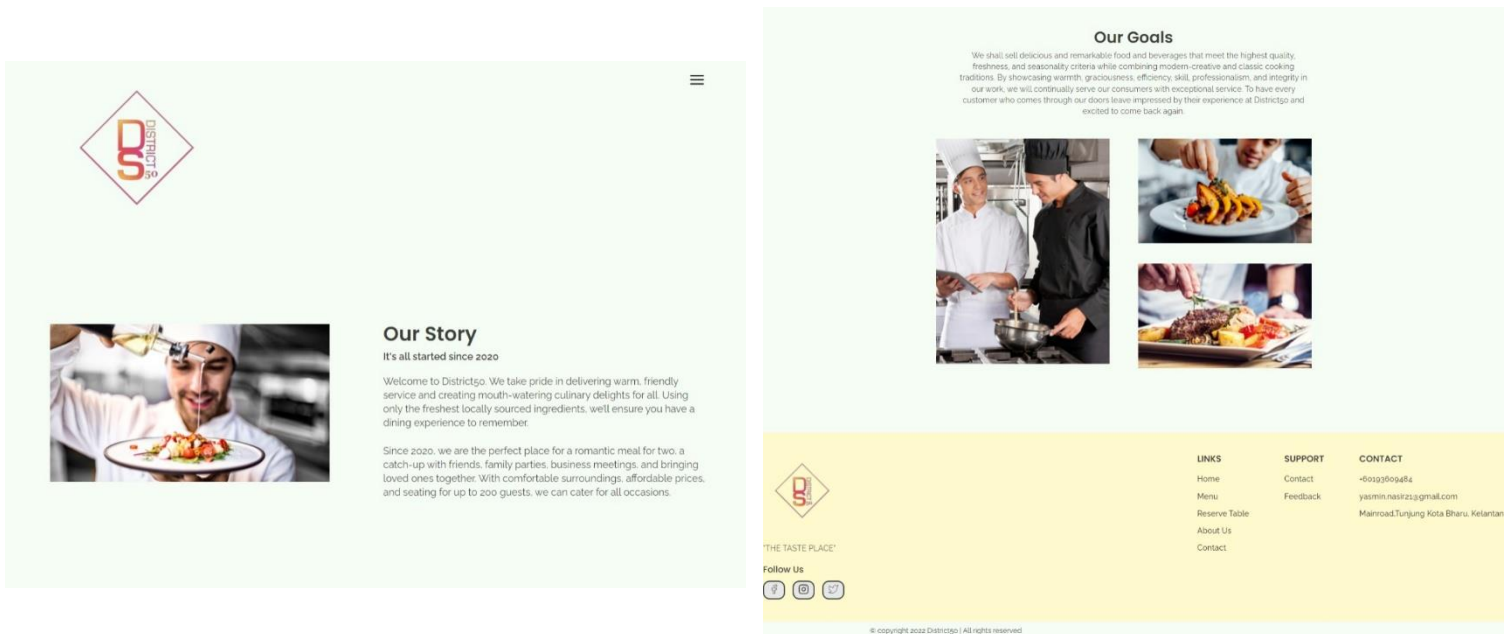 DS
DISTRICT
50
Our Story
It's all started since 2020
Welcome to District50. We take pride in delivering warm, friendly
service and creating mouth-watering culinary delights for all. Using
only the freshest locally sourced ingredients, we'll ensure you have a
dining experience to remember.
Since 2020, we are the perfect place for a romantic meal for two, a
catch-up with friends, family parties, business meetings, and bringing
loved ones together. With comfortable surroundings, affordable prices,
and seating for up to 200 guests, we can cater for all occasions.
Our Goals
We shall sell delicious and remarkable food and beverages that meet the highest quality,
freshness, and seasonality criteria while combining modern-creative and classic cooking
traditions. By showcasing warmth, graciousness, efficiency, skill, professionalism, and integrity in
our work, we will continually serve our consumers with exceptional service. To have every
customer who comes through our doors leave impressed by their experience at District50 and
excited to come back again.
DS
"THE TASTE PLACE"
Follow Us
LINKS
Home
Menu
Reserve Table
About Us
Contact
SUPPORT
Contact
Feedback
CONTACT
+60193609484
yasmin.nasir21@gmail.com
Mainroad,Tunjung Kota Bharu, Kelantan
© copyright 2022 District50 | All rights reserved